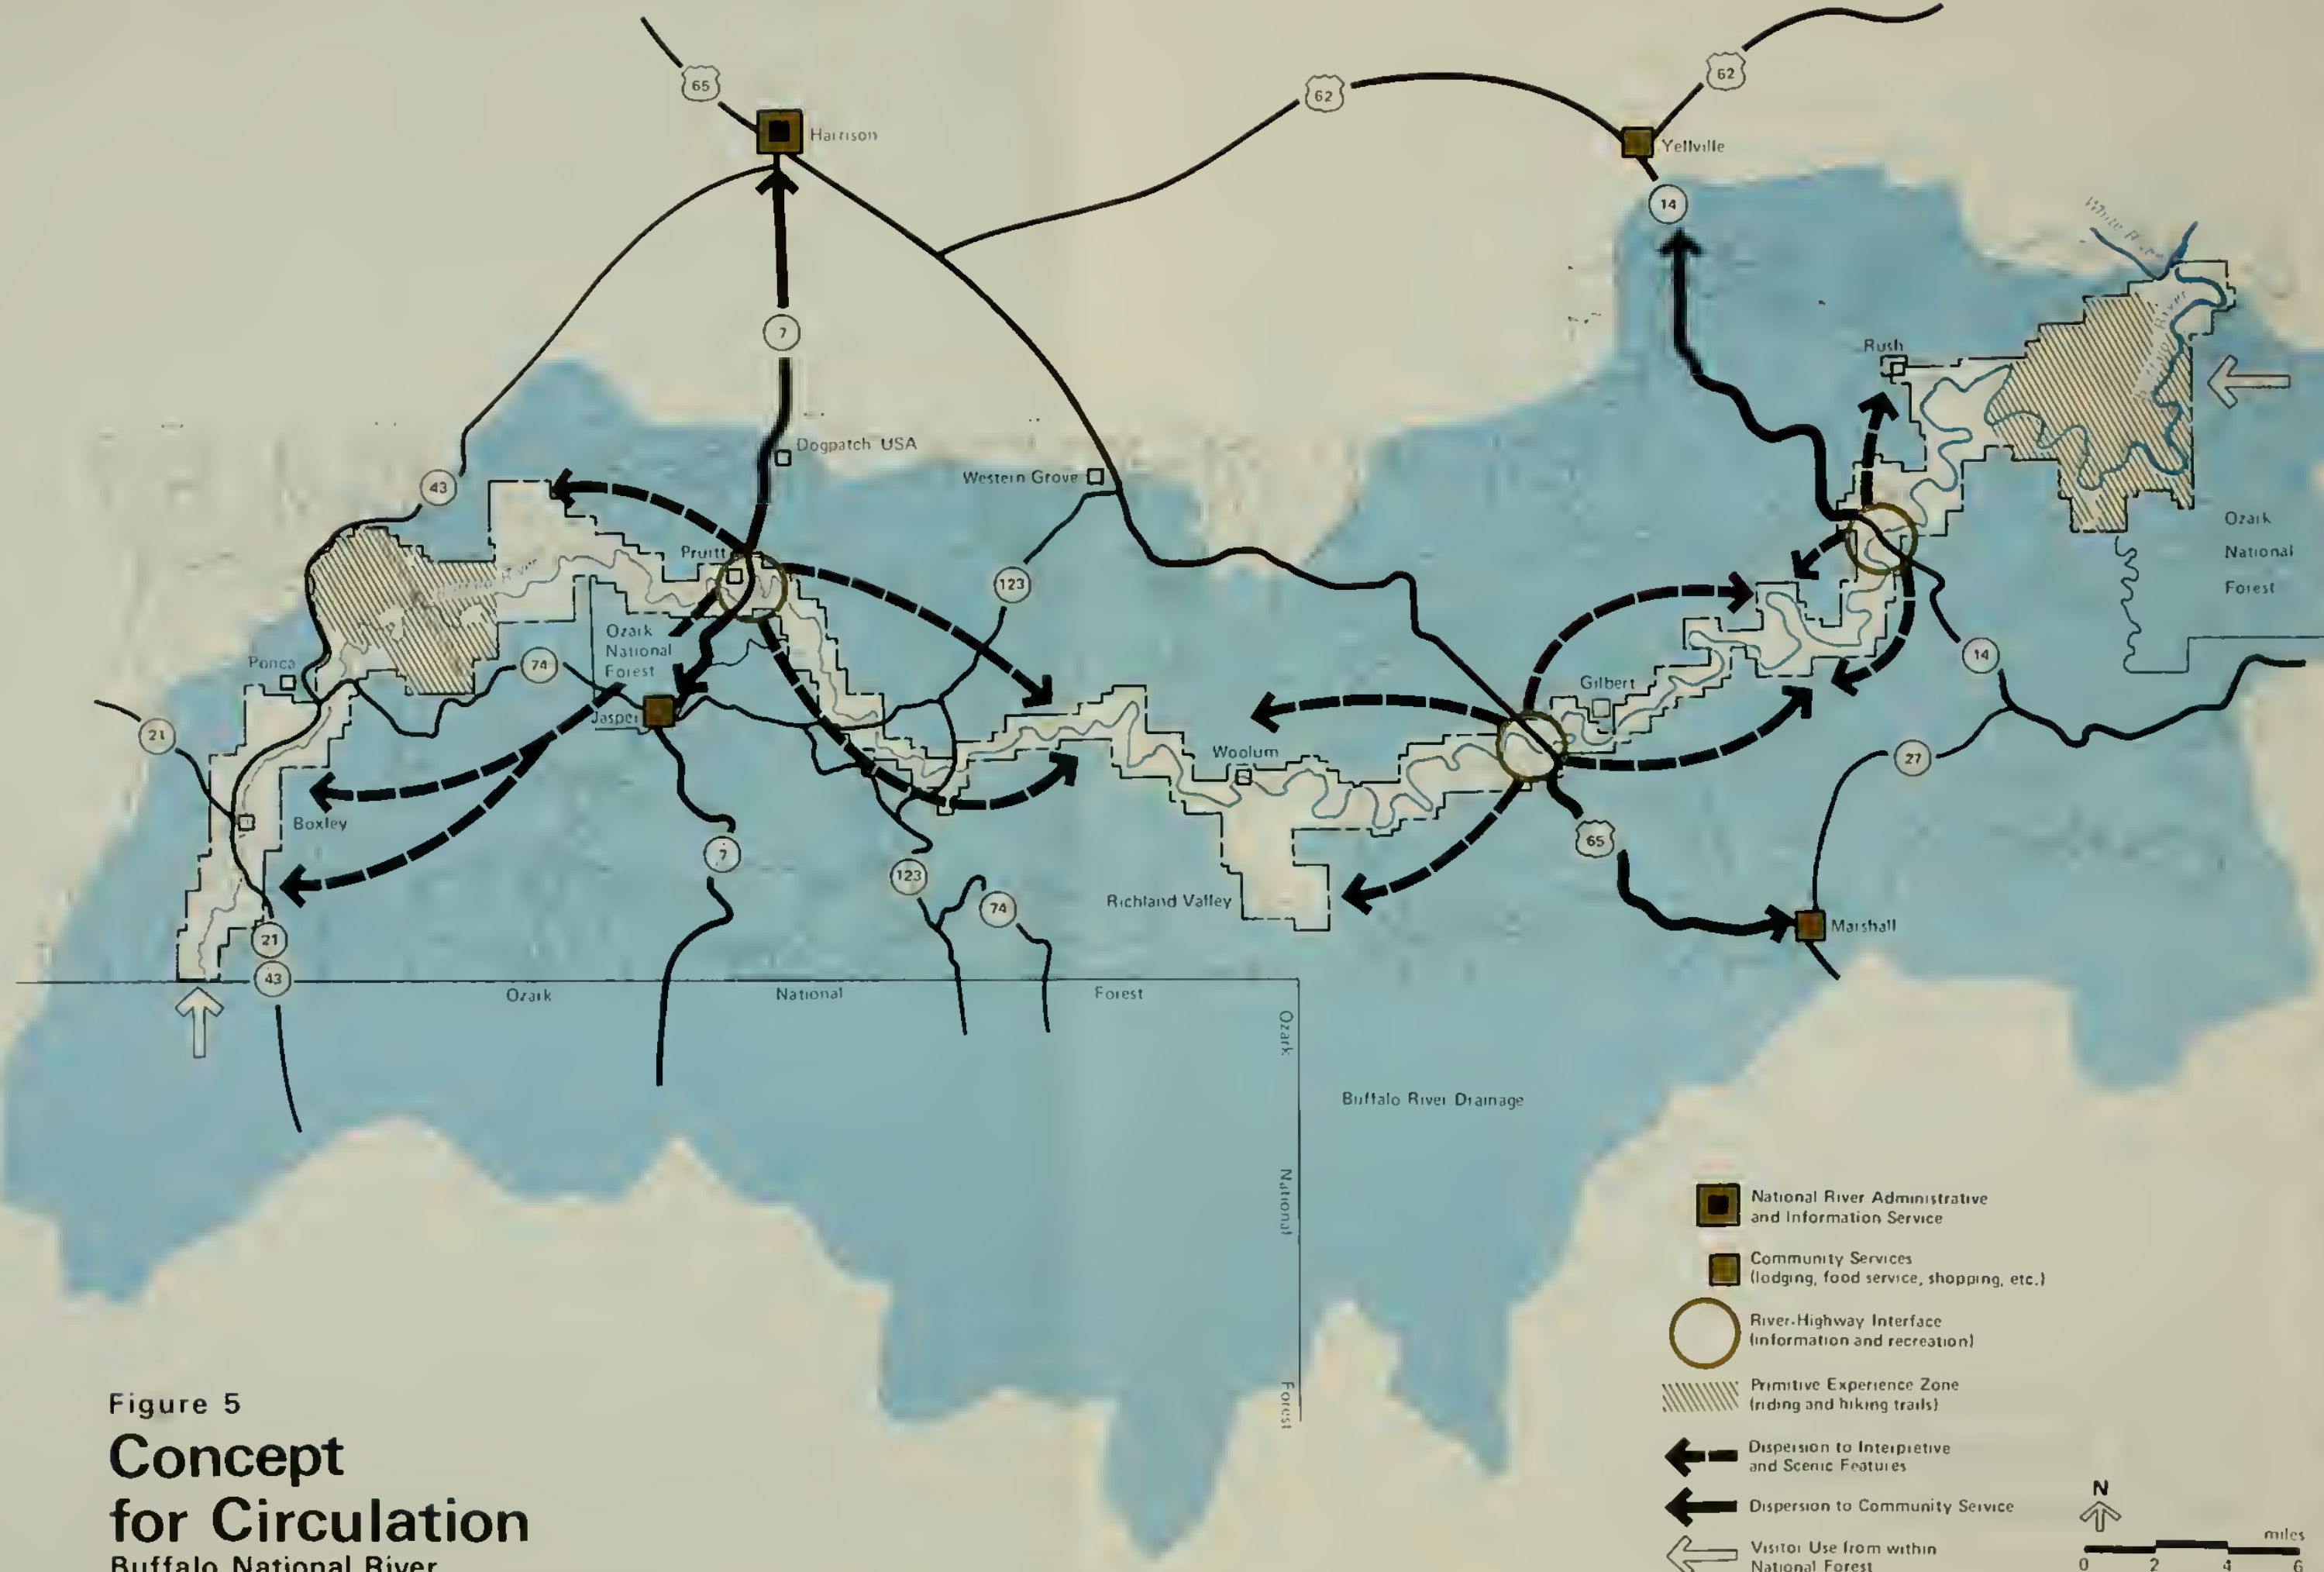 65
62
62
Harrison
Yellville
14
White River
7
Rush
Dogpatch USA
Western Grove
43
Ozark
National
Forest
Pruitt
123
Buffalo River
Ozark
National
Forest
Ponca
74
14
Gilbert
Jasper
21
Woolum
27
Boxley
65
7
123
74
Richland Valley
Marshall
21
43
Ozark National Forest
Ozark National Forest
Buffalo River Drainage
National River Administrative
and Information Service
Community Services
(lodging, food service, shopping, etc.)
River-Highway Interface
(information and recreation)
Primitive Experience Zone
(riding and hiking trails)
Dispersion to Interpretive
and Scenic Features
Dispersion to Community Service
Visitor Use from within
National Forest
N
miles
0 2 4 6
Figure 5
Concept
for Circulation
Buffalo National River